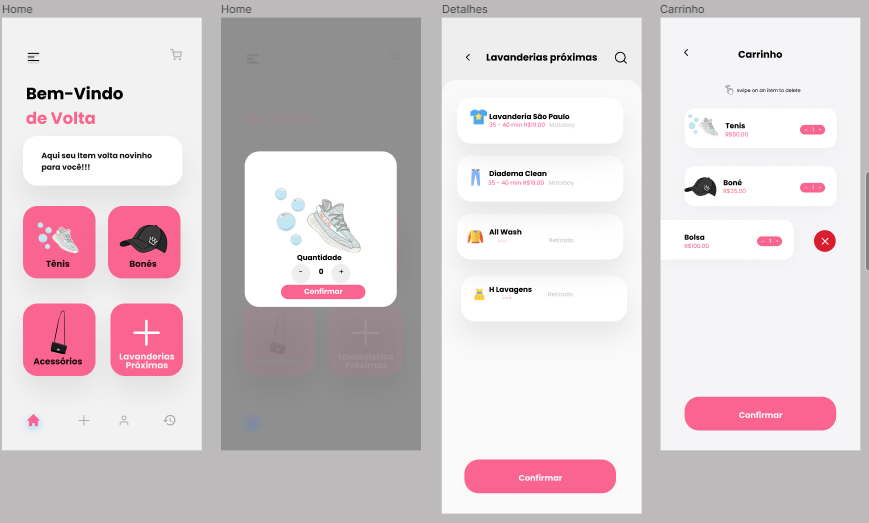 Home
Bem-Vindo
de Volta
Aqui seu Item volta novinho
para você!!!
Tênis
Bonés
Acessórios
Lavanderias
Próximas
Home
Quantidade
- 0 +
Confirmar
Lavanderias
Próximas
Detalhes
Lavanderias próximas
Lavanderia São Paulo
35 - 40 min R$19.00 Motoboy
Diadema Clean
35 - 40 min R$19.00 Motoboy
All Wash
--- Retirada
H Lavagens
--- Retirada
Confirmar
Carrinho
Carrinho
swipe on an item to delete
Tenis
R$50.00
- 1 +
Boné
R$35.00
- 1 +
Bolsa
R$100.00
- 1 +
Confirmar